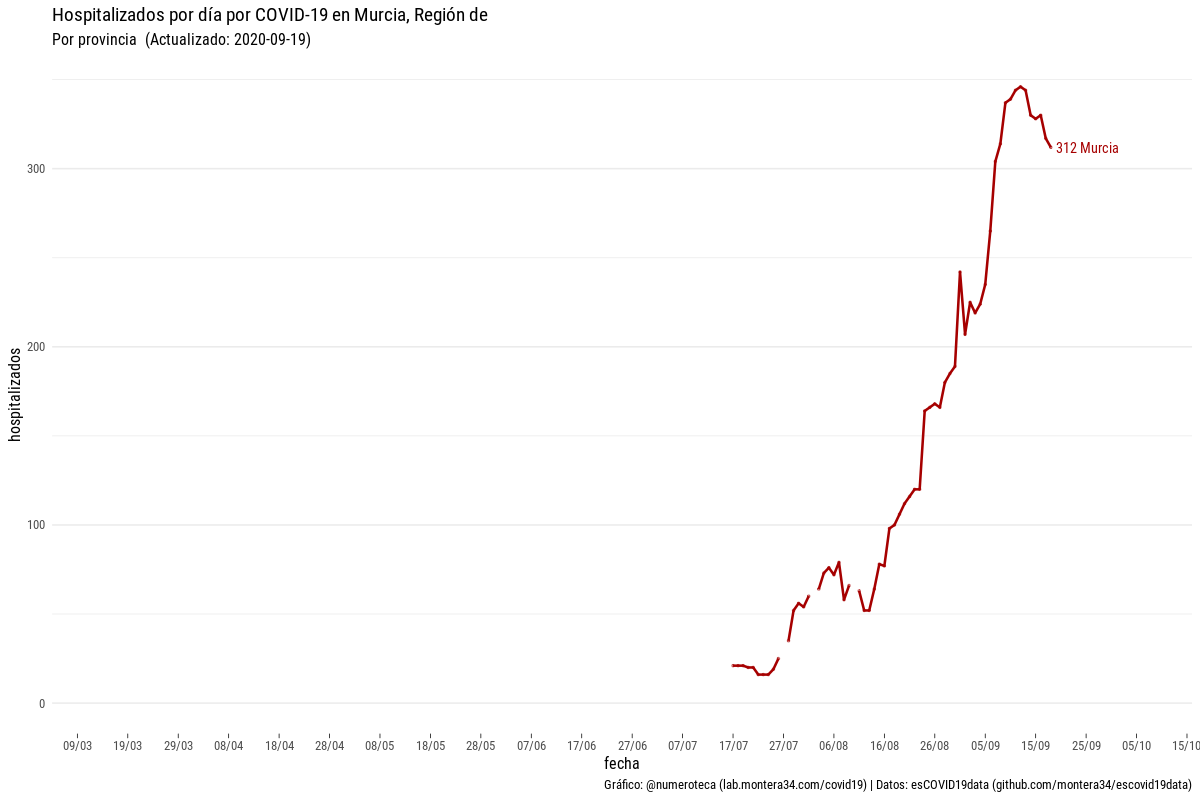 Hospitalizados por día por COVID-19 en Murcia, Región de
Por provincia  (Actualizado: 2020-09-19)
hospitalizados
300
200
100
0
312 Murcia
09/03 19/03 29/03 08/04 18/04 28/04 08/05 18/05 28/05 07/06 17/06 27/06 07/07 17/07 27/07 06/08 16/08 26/08 05/09 15/09 25/09 05/10 15/10
fecha
Gráfico: @numeroteca (lab.montera34.com/covid19) | Datos: esCOVID19data (github.com/montera34/escovid19data)